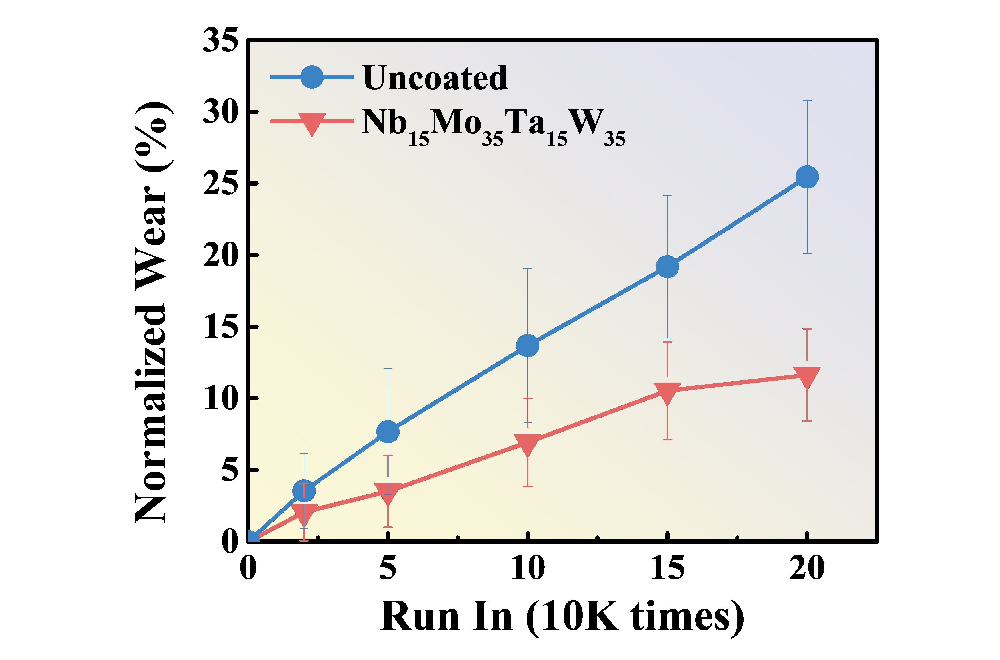 35
30
25
20
15
10
5
0
Normalized Wear (%)
Uncoated
Nb₁₅Mo₃₅Ta₁₅W₃₅
0 5 10 15 20
Run In (10K times)